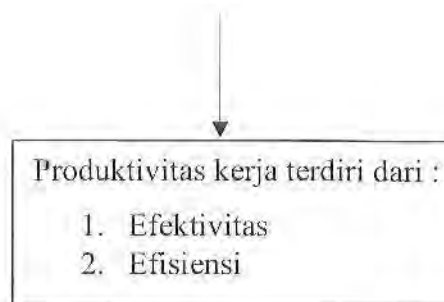 Produktivitas kerja terdiri dari :
1. Efektivitas
2. Efisiensi